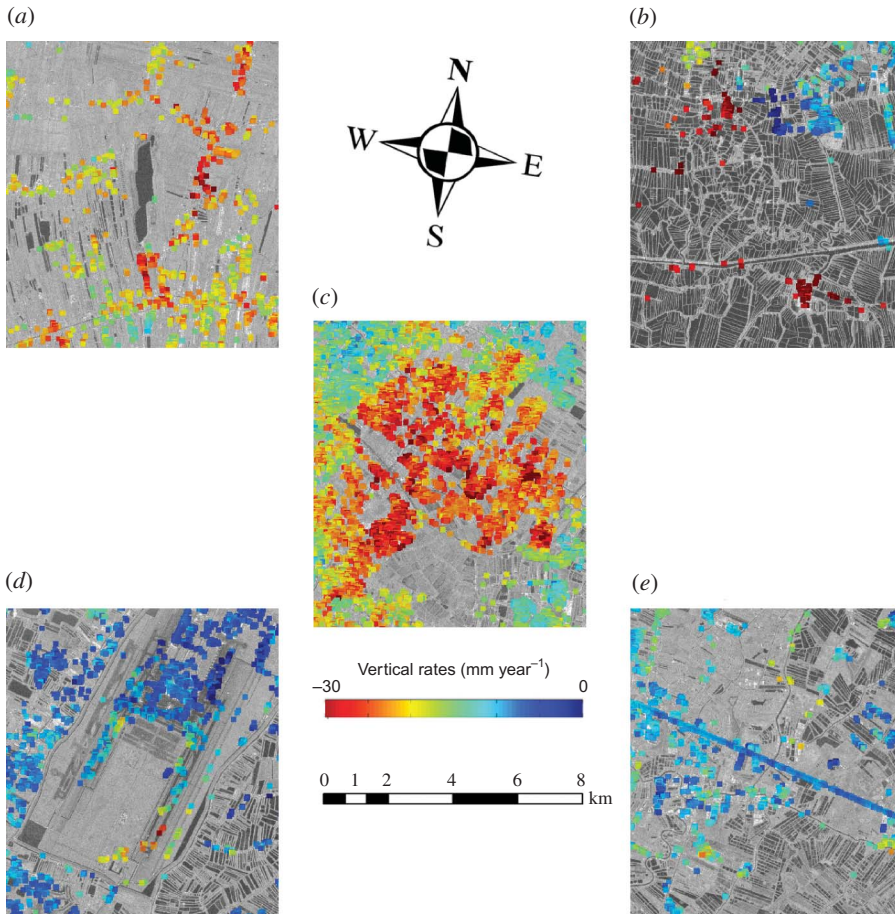 (a)
(b)
N
W
E
S
(c)
(d)
(e)
Vertical rates (mm year⁻¹)
–30 0
0 1 2 4 6 8
km